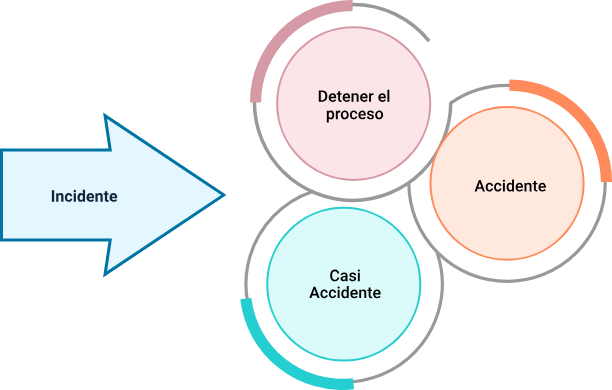 Detener el
proceso
Incidente
Accidente
Casi
Accidente